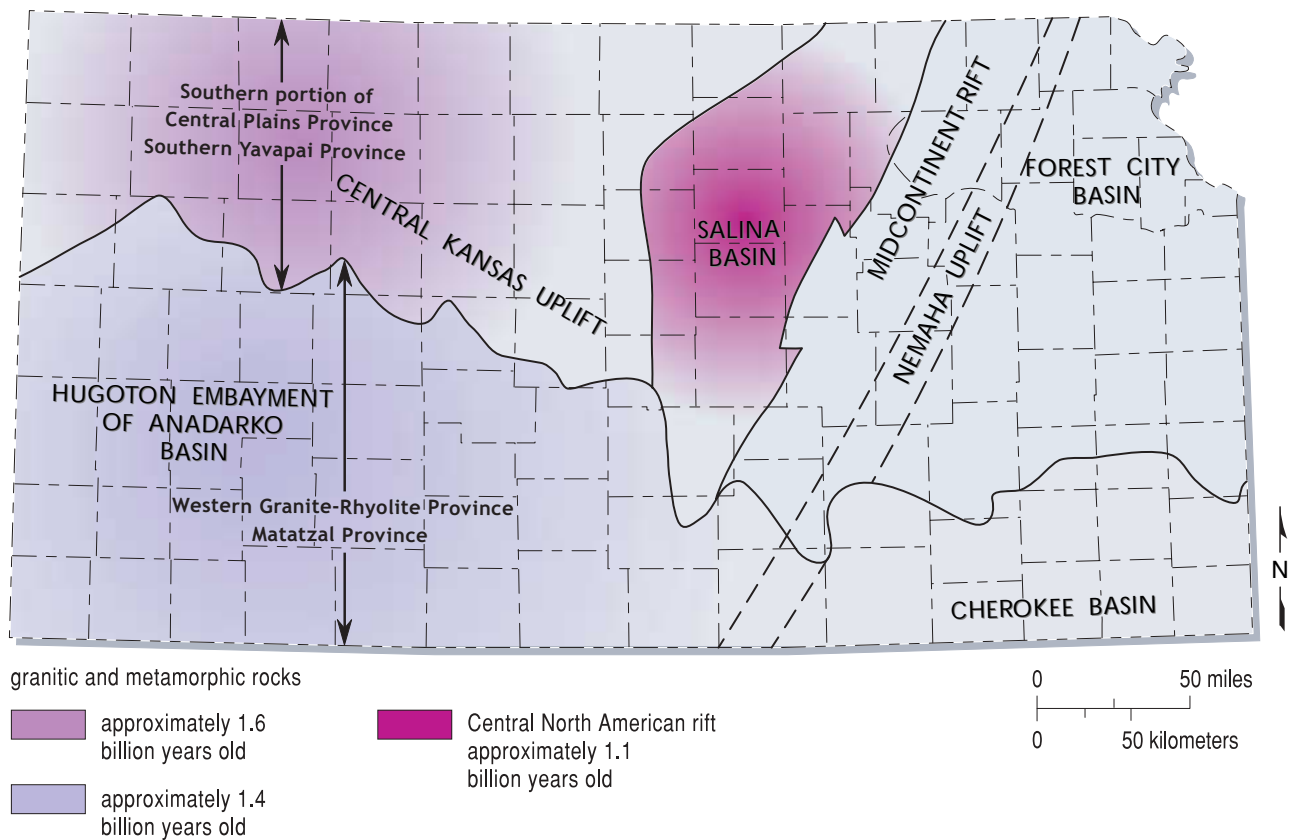 Southern portion of
Central Plains Province
Southern Yavapai Province
CENTRAL KANSAS UPLIFT
SALINA
BASIN
MIDCONTINENT RIFT
NEMAHA UPLIFT
FOREST CITY
BASIN
HUGOTON EMBAYMENT
OF ANADARKO
BASIN
Western Granite-Rhyolite Province
Matatzal Province
CHEROKEE BASIN
N
granitic and metamorphic rocks
approximately 1.6
billion years old
approximately 1.4
billion years old
Central North American rift
approximately 1.1
billion years old
0 50 miles
0 50 kilometers